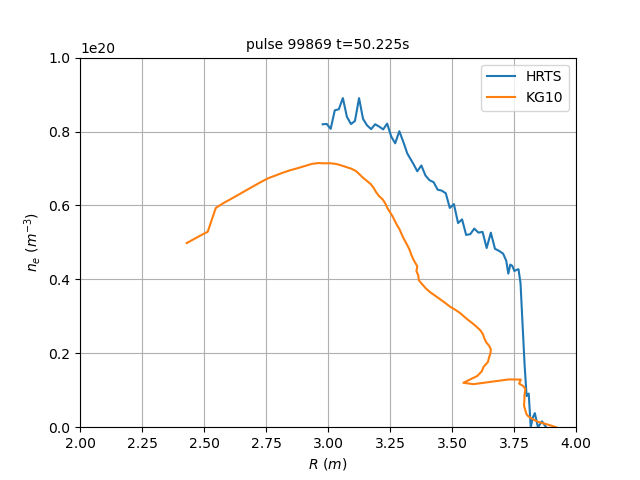 pulse 99869 t=50.225s
1e20
1.0
0.8
0.6
0.4
0.2
0.0
n_e (m^{-3})
HRTS
KG10
2.00 2.25 2.50 2.75 3.00 3.25 3.50 3.75 4.00
R (m)